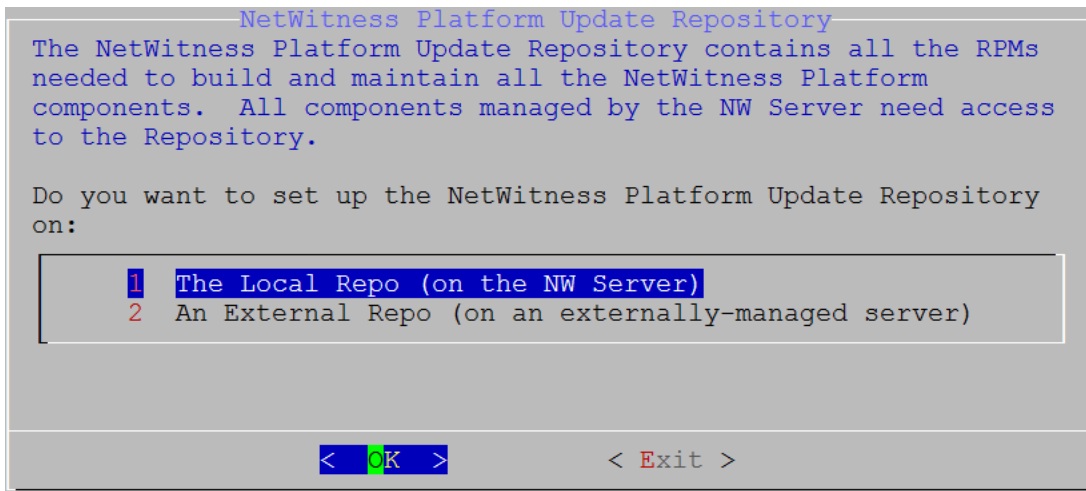 NetWitness Platform Update Repository
The NetWitness Platform Update Repository contains all the RPMs
needed to build and maintain all the NetWitness Platform
components.  All components managed by the NW Server need access
to the Repository.
Do you want to set up the NetWitness Platform Update Repository
on:
1  The Local Repo (on the NW Server)
2  An External Repo (on an externally-managed server)
<  OK  >          < Exit >